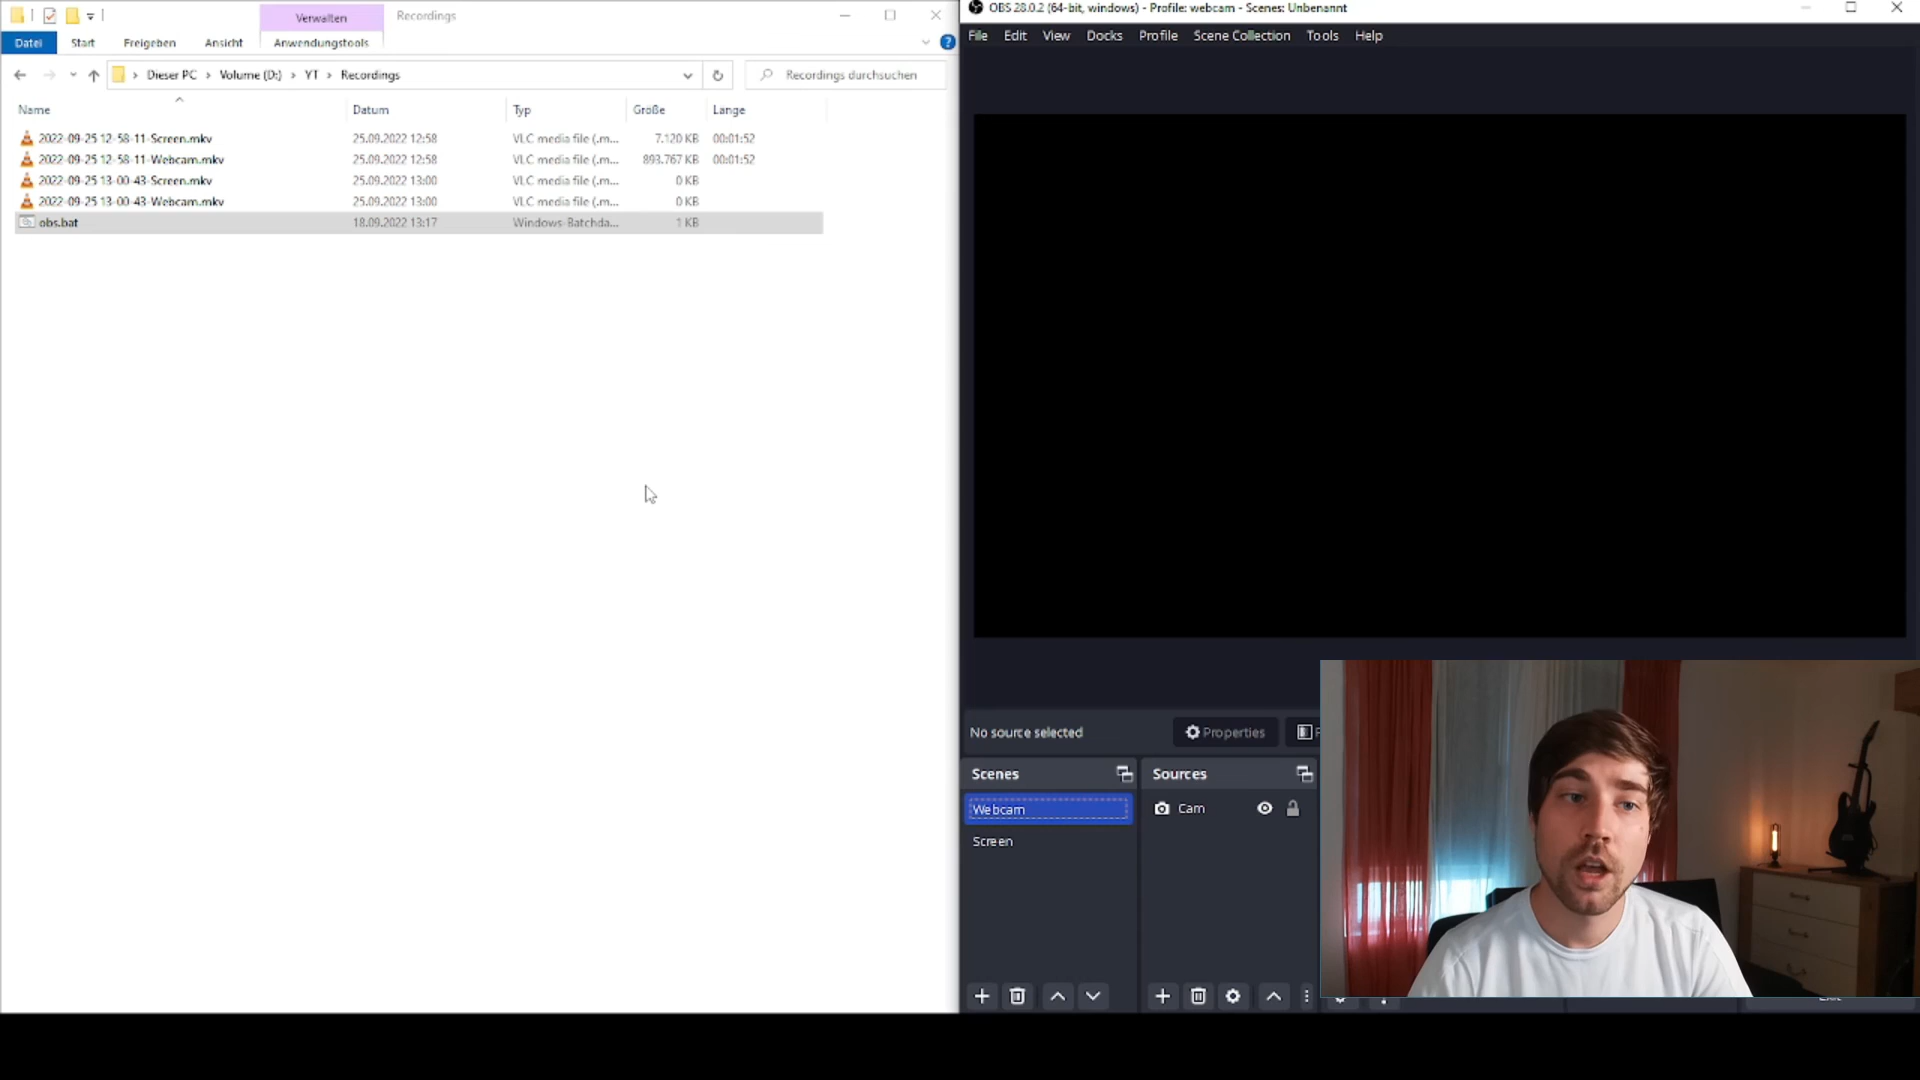 Verwalten
Recordings
Datei
Start
Freigeben
Ansicht
Anwendungstools
Dieser PC > Volume (D:) > YT > Recordings
Recordings durchsuchen
Name
Datum
Typ
Größe
Länge
2022-09-25 12-58-11-Screen.mkv 25.09.2022 12:58 VLC media file (.m... 7.120 KB 00:01:52
2022-09-25 12-58-11-Webcam.mkv 25.09.2022 12:58 VLC media file (.m... 893.767 KB 00:01:52
2022-09-25 13-00-43-Screen.mkv 25.09.2022 13:00 VLC media file (.m... 0 KB
2022-09-25 13-00-43-Webcam.mkv 25.09.2022 13:00 VLC media file (.m... 0 KB
obs.bat 18.09.2022 13:17 Windows-Batchda... 1 KB
OBS 28.0.2 (64-bit, windows) - Profile: webcam - Scenes: Unbenannt
File Edit View Docks Profile Scene Collection Tools Help
No source selected
Properties
Scenes
Sources
Webcam
Cam
Screen